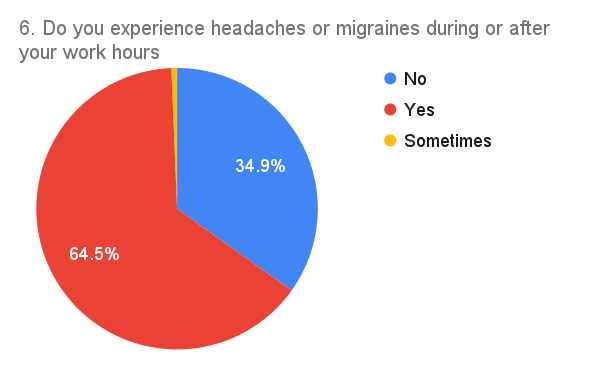 6. Do you experience headaches or migraines during or after
your work hours
No
Yes
Sometimes
34.9%
64.5%